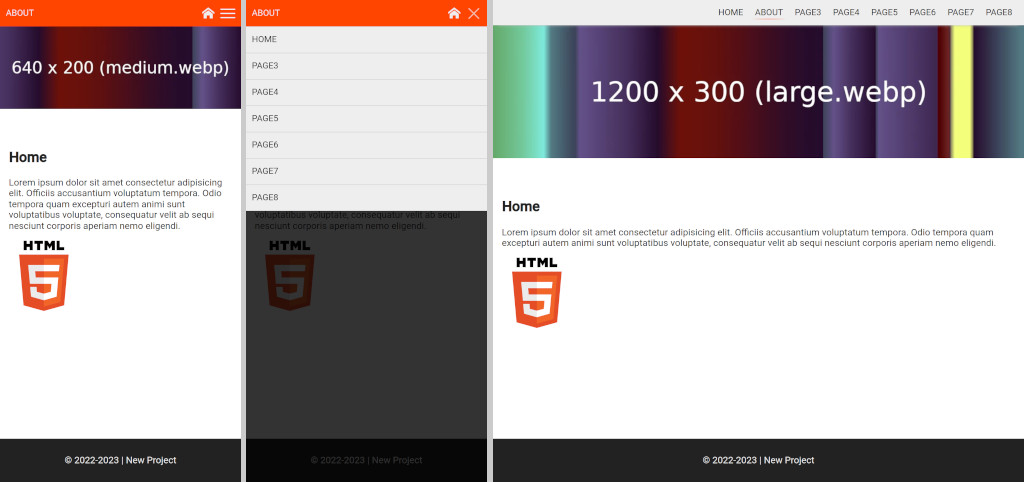 ABOUT
640 x 200 (medium.webp)
Home
Lorem ipsum dolor sit amet consectetur adipisicing
elit. Officiis accusantium voluptatum tempora. Odio
tempora quam excepturi autem animi sunt
voluptatibus voluptate, consequatur velit ab sequi
nesciunt corporis aperiam nemo eligendi.
HTML
5
© 2022-2023 | New Project
ABOUT
HOME
PAGE3
PAGE4
PAGE5
PAGE6
PAGE7
PAGE8
voluptatibus voluptate, consequatur velit ab sequi
nesciunt corporis aperiam nemo eligendi.
HTML
5
© 2022-2023 | New Project
HOME ABOUT PAGE3 PAGE4 PAGE5 PAGE6 PAGE7 PAGE8
1200 x 300 (large.webp)
Home
Lorem ipsum dolor sit amet consectetur adipisicing elit. Officiis accusantium voluptatum tempora. Odio tempora quam
excepturi autem animi sunt voluptatibus voluptate, consequatur velit ab sequi nesciunt corporis aperiam nemo eligendi.
HTML
5
© 2022-2023 | New Project